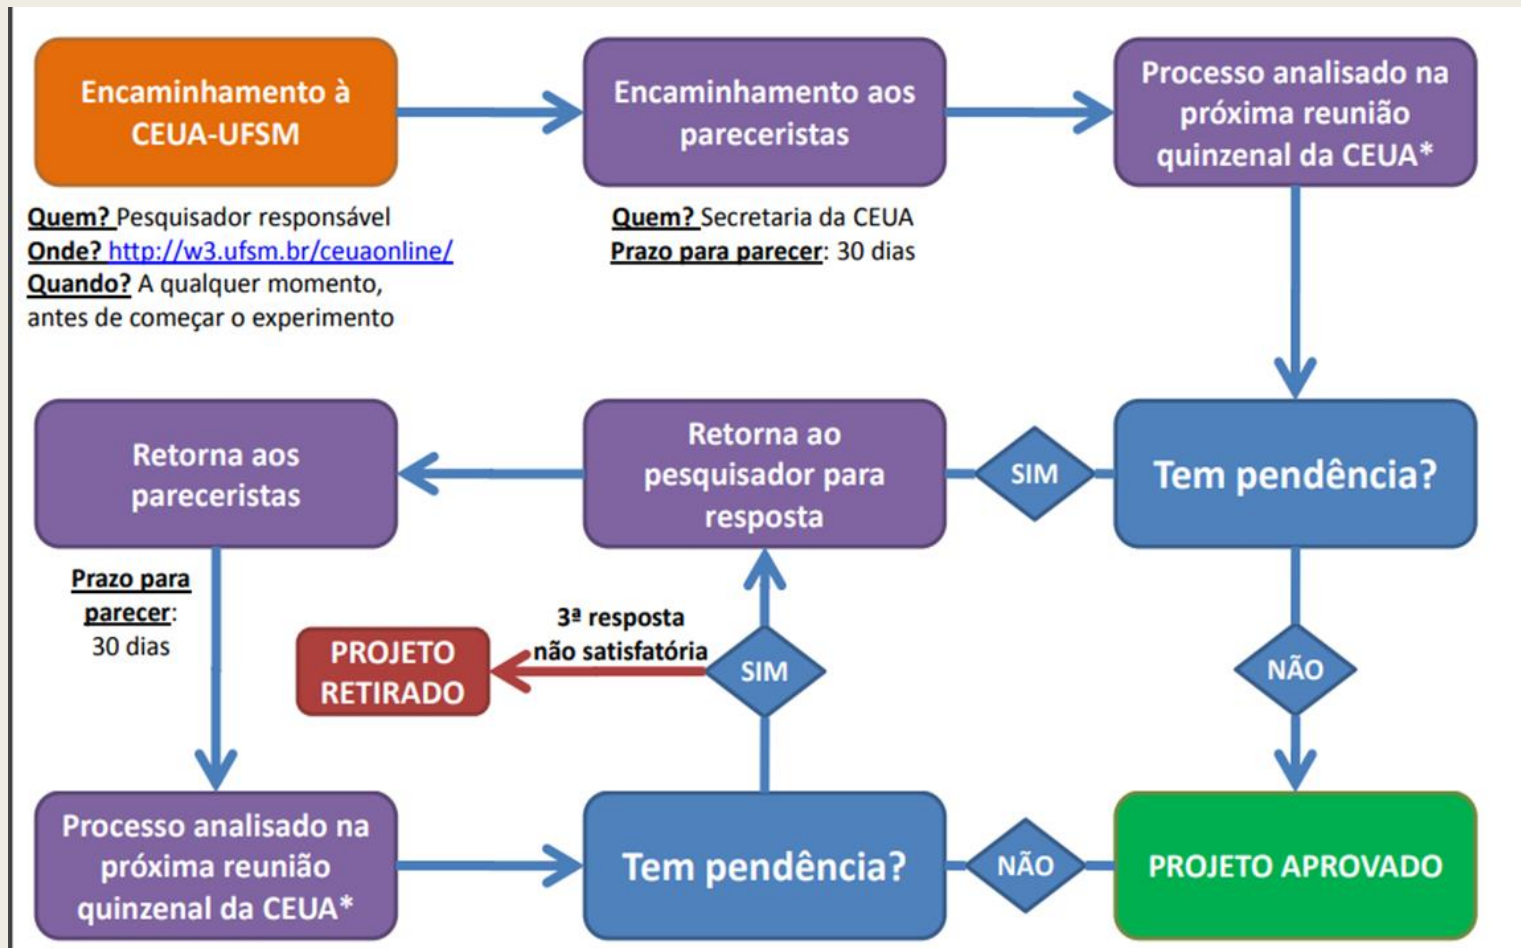 Encaminhamento à
CEUA-UFSM
Encaminhamento aos
pareceristas
Processo analisado na
próxima reunião
quinzenal da CEUA*
Quem? Pesquisador responsável
Onde? http://w3.ufsm.br/ceuaonline/
Quando? A qualquer momento,
antes de começar o experimento
Quem? Secretaria da CEUA
Prazo para parecer: 30 dias
Tem pendência?
SIM
Retorna ao
pesquisador para
resposta
Retorna aos
pareceristas
Prazo para
parecer:
30 dias
3ª resposta
não satisfatória
PROJETO
RETIRADO
SIM
NÃO
Processo analisado na
próxima reunião
quinzenal da CEUA*
Tem pendência?
NÃO
PROJETO APROVADO